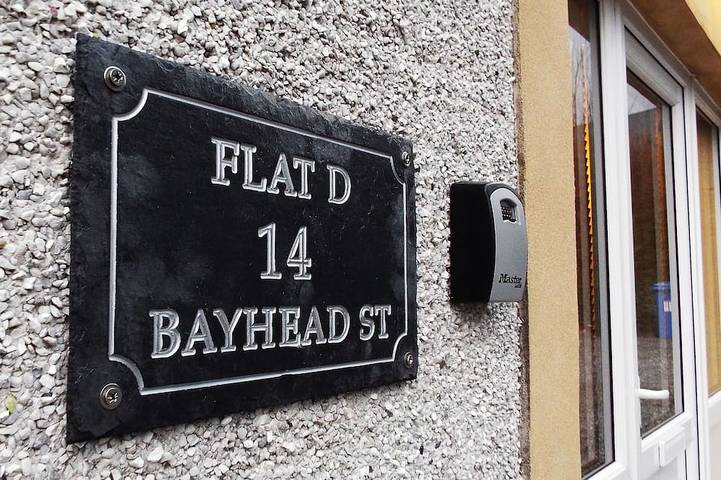 FLAT D
14
BAYHEAD ST
Master